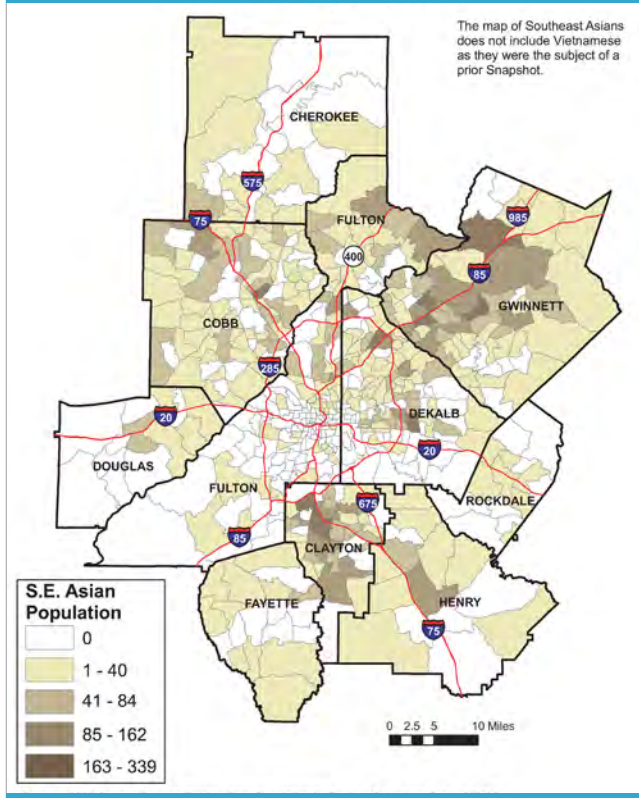 The map of Southeast Asians
does not include Vietnamese
as they were the subject of a
prior Snapshot.
CHEROKEE
575
75
FULTON
985
400
85
GWINNETT
COBB
285
20
DEKALB
DOUGLAS
20
FULTON
675
ROCKDALE
85
CLAYTON
FAYETTE
HENRY
75
S.E. Asian
Population
0
1 - 40
41 - 84
85 - 162
163 - 339
0 2.5 5 10 Miles